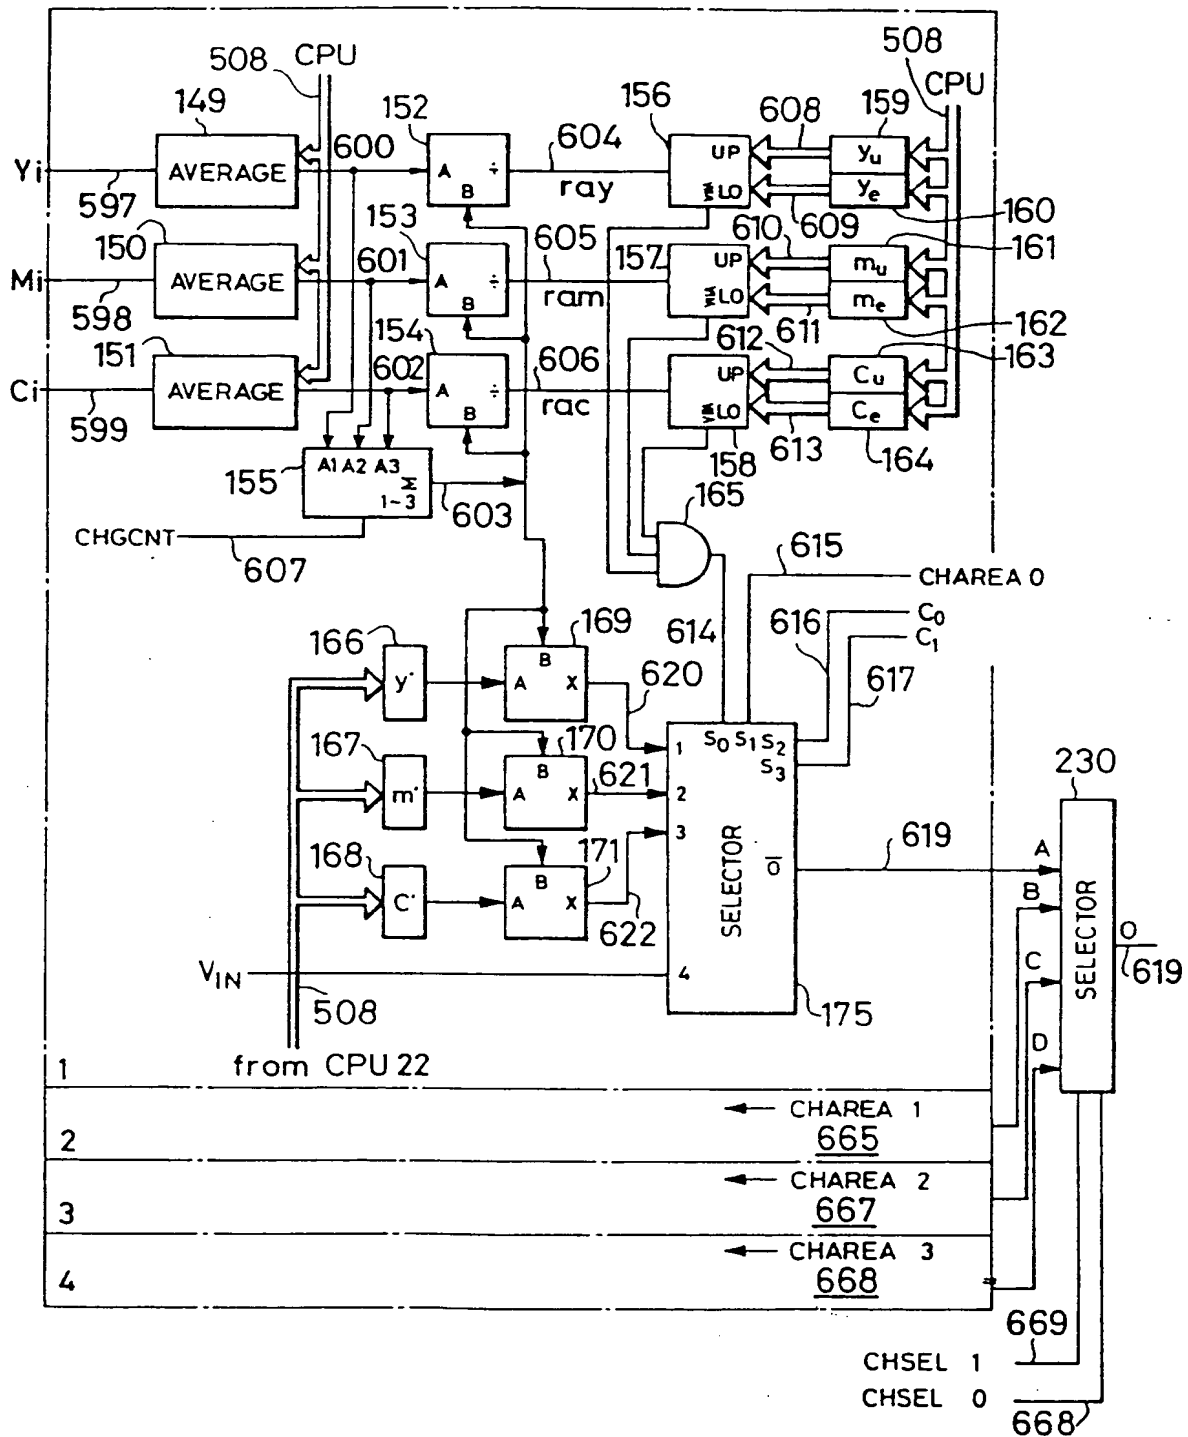 508 CPU 508
CPU
149 152 156 608 159
Yi AVERAGE 600 A B ÷ 604 ray UP LO yu ye
597 609 160
150 153 605 610 161
Mi AVERAGE 601 A B ÷ ram 157 UP LO mu me
598 611 162
151 154 606 612 163
Ci AVERAGE 602 A B ÷ rac UP LO Cu Ce
599 613 164
158
155 A1 A2 A3 Σ 1-3 603
165
CHGCNT 607
615 CHAREA 0
614 616 C0
C1
617
166 y' 169 A B X 620
167 m' 170 A B X 621
168 C' 171 A B X 622
S0 S1 S2
S3
1
2
3
4
SELECTOR
Ō
175
VIN
508
from CPU 22
619
230
A
B
C
D
SELECTOR
O
619
1
CHAREA 1
2 665
CHAREA 2
3 667
CHAREA 3
4 668
669
CHSEL 1
CHSEL 0
668